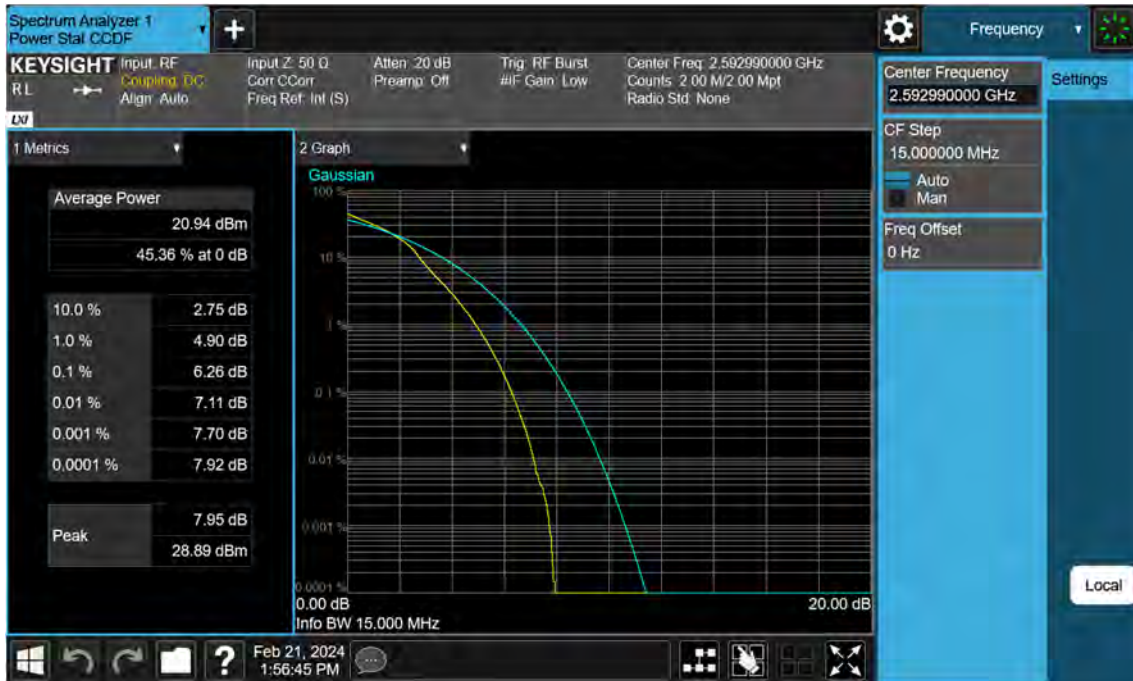 Spectrum Analyzer 1
Power Stat CCDF
+
Frequency
KEYSIGHT
RL
LXI
Input: RF
Coupling: DC
Align: Auto
Input Z: 50 Ω
Corr CCorr
Freq Ref: Int (S)
Atten: 20 dB
Preamp: Off
Trig: RF Burst
#IF Gain: Low
Center Freq: 2.592990000 GHz
Counts: 2.00 M/2.00 Mpt
Radio Std: None
Center Frequency
2.592990000 GHz
Settings
CF Step
15.000000 MHz
Auto
Man
Freq Offset
0 Hz
1 Metrics
Average Power
20.94 dBm
45.36 % at 0 dB
10.0 % 2.75 dB
1.0 % 4.90 dB
0.1 % 6.26 dB
0.01 % 7.11 dB
0.001 % 7.70 dB
0.0001 % 7.92 dB
Peak
7.95 dB
28.89 dBm
2 Graph
Gaussian
100 %
10 %
1 %
0.1 %
0.01 %
0.001 %
0.0001 %
0.00 dB
20.00 dB
Info BW 15.000 MHz
Local
?
Feb 21, 2024
1:56:45 PM